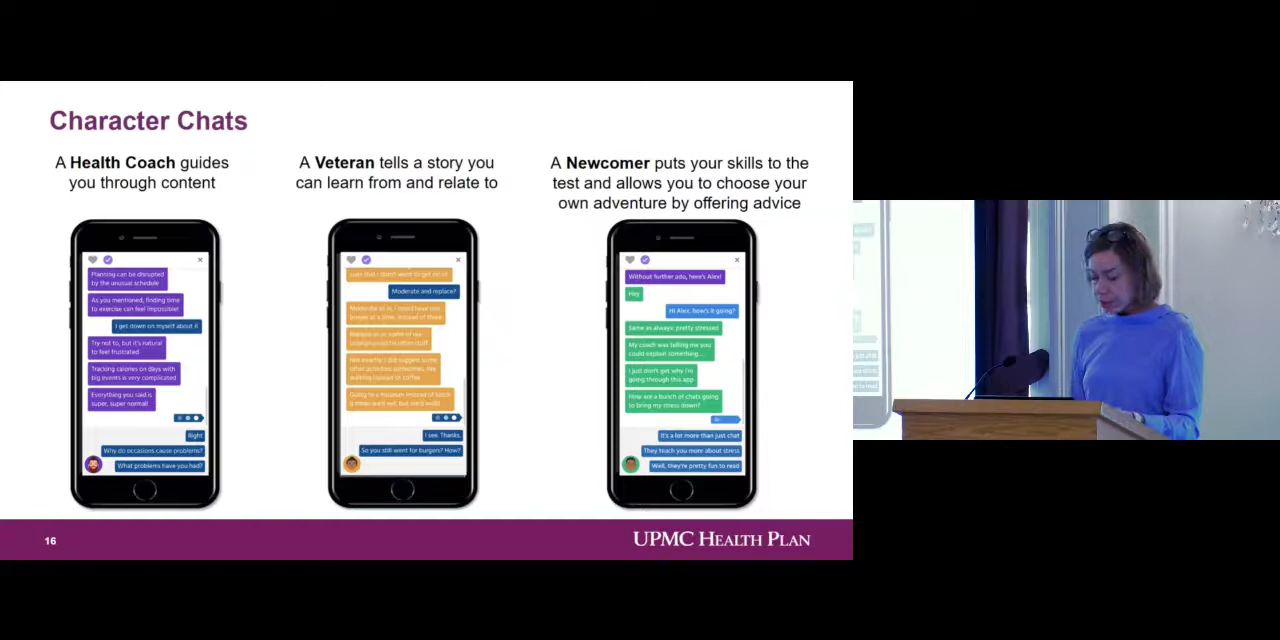 Character Chats
A Health Coach guides
you through content
A Veteran tells a story you
can learn from and relate to
A Newcomer puts your skills to the
test and allows you to choose your
own adventure by offering advice
Planning can be disrupted
by the unusual schedule
As you mentioned, finding time
to exercise can feel impossible!
I get down on myself about it
Try not to, but it's natural
to feel frustrated
Tracking calories on days with
big events is very complicated
Everything you said is
super, super normal!
Right
Why do occasions cause problems?
What problems have you had?
Moderate and replace?
Going to a museum instead of lunch
I see. Thanks.
So you still went for burgers? How?
Without further ado, here's Alex!
Hey
Hi Alex, how's it going?
Same as always: pretty stressed
My coach was telling me you
could explain something...
I just don't get why I'm
going through this app
How are a bunch of chats going
to bring my stress down?
It's a lot more than just chat
They teach you more about stress
Well, they're pretty fun to read
16
UPMC HEALTH PLAN